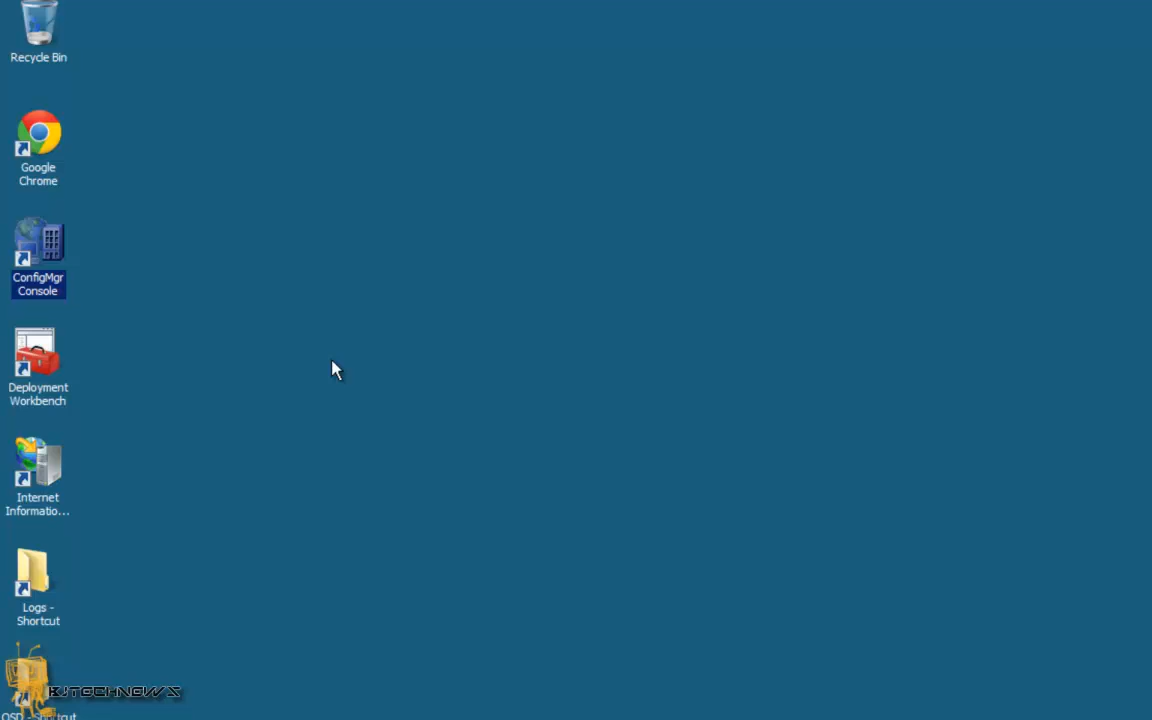 Recycle Bin
Google
Chrome
ConfigMgr
Console
Deployment
Workbench
Internet
Informatio...
Logs -
Shortcut
BJTECHNEWS
OSD - Shortcut